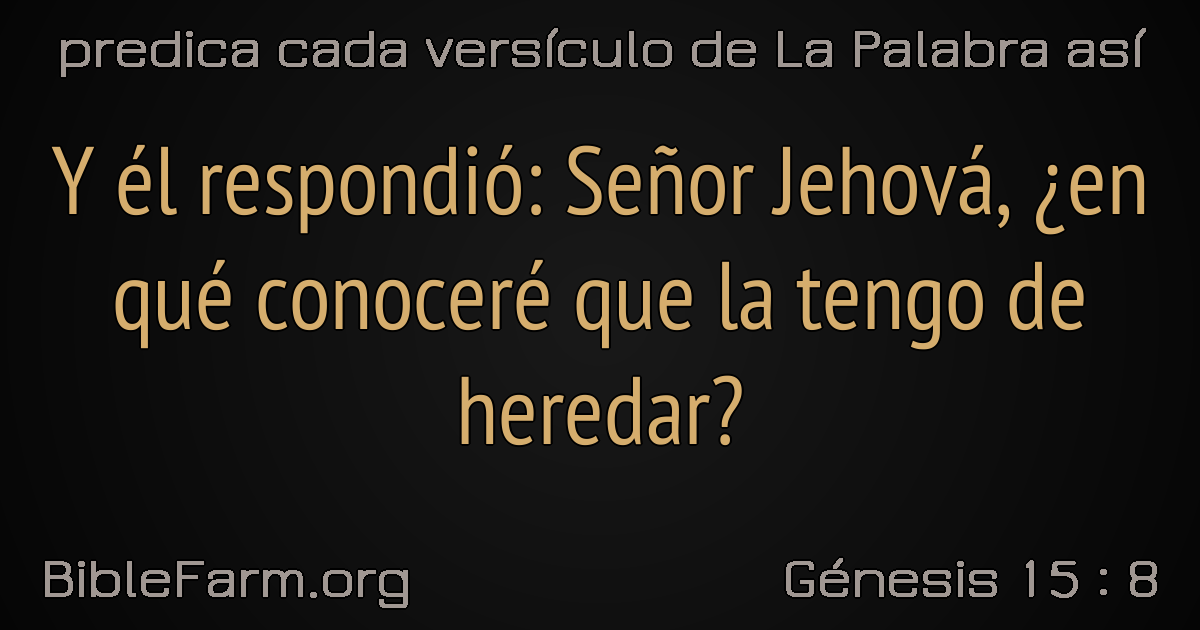 predica cada versículo de La Palabra así
Y él respondió: Señor Jehová, ¿en
qué conoceré que la tengo de
heredar?
BibleFarm.org
Génesis 15 : 8